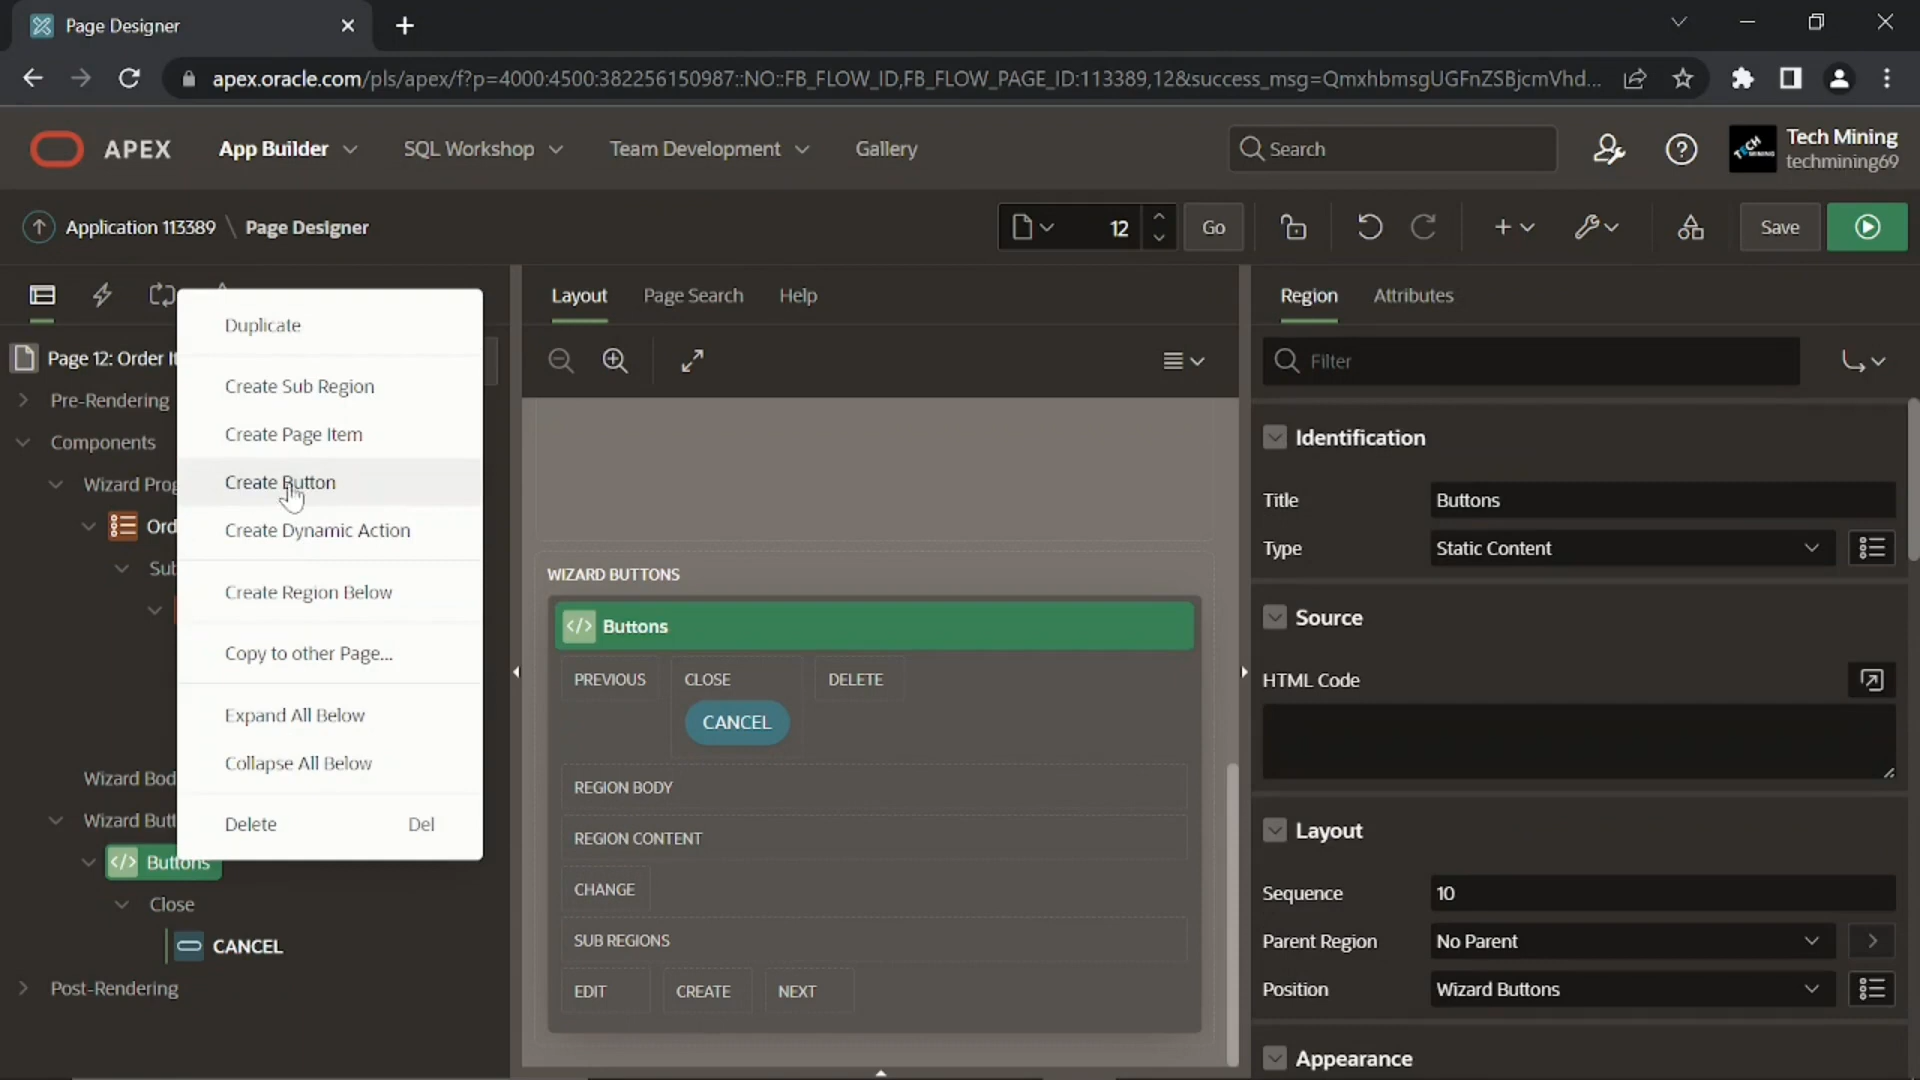 Page Designer
apex.oracle.com/pls/apex/f?p=4000:4500:382256150987::NO::FB_FLOW_ID,FB_FLOW_PAGE_ID:113389,12&success_msg=QmxhbmsgUGFnZSBjcmVhd...
APEX App Builder SQL Workshop Team Development Gallery Search Tech Mining
techmining69
Application 113389 \ Page Designer 12 Go Save
Layout Page Search Help
Region Attributes
Page 12: Order It
Pre-Rendering
Components
Wizard Prog
Ord
Sub
Wizard Bod
Wizard Butt
Buttons
Close
CANCEL
Post-Rendering
Duplicate
Create Sub Region
Create Page Item
Create Button
Create Dynamic Action
Create Region Below
Copy to other Page...
Expand All Below
Collapse All Below
Delete Del
WIZARD BUTTONS
</> Buttons
PREVIOUS CLOSE DELETE
CANCEL
REGION BODY
REGION CONTENT
CHANGE
SUB REGIONS
EDIT CREATE NEXT
Filter
Identification
Title Buttons
Type Static Content
Source
HTML Code
Layout
Sequence 10
Parent Region No Parent
Position Wizard Buttons
Appearance